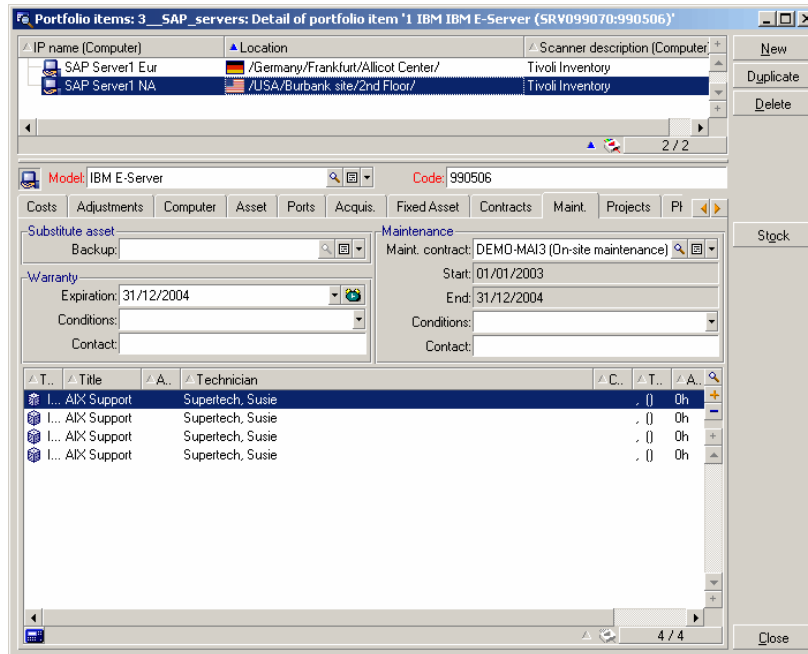 Portfolio items: 3__SAP_servers: Detail of portfolio item '1 IBM IBM E-Server (SRV099070:990506)'
IP name (Computer) Location Scanner description (Computer)
SAP Server1 Eur /Germany/Frankfurt/Allicot Center/ Tivoli Inventory
SAP Server1 NA /USA/Burbank site/2nd Floor/ Tivoli Inventory
2 / 2
New
Duplicate
Delete
Stock
Close
Model: IBM E-Server Code: 990506
Costs Adjustments Computer Asset Ports Acquis. Fixed Asset Contracts Maint. Projects
Substitute asset
Backup:
Warranty
Expiration: 31/12/2004
Conditions:
Contact:
Maintenance
Maint. contract: DEMO-MAI3 (On-site maintenance)
Start: 01/01/2003
End: 31/12/2004
Conditions:
Contact:
T... Title A... Technician C... T... A...
I... AIX Support Supertech, Susie , () 0h
I... AIX Support Supertech, Susie , () 0h
I... AIX Support Supertech, Susie , () 0h
I... AIX Support Supertech, Susie , () 0h
4 / 4